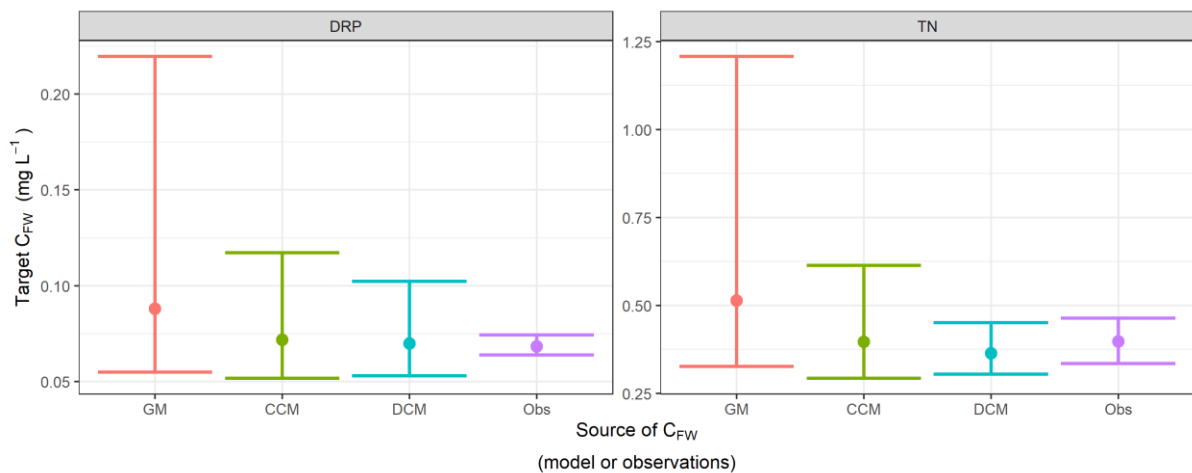 DRP
TN
Target C_FW (mg L⁻¹)
0.20
0.15
0.10
0.05
1.25
1.00
0.75
0.50
0.25
GM CCM DCM Obs
GM CCM DCM Obs
Source of C_FW
(model or observations)